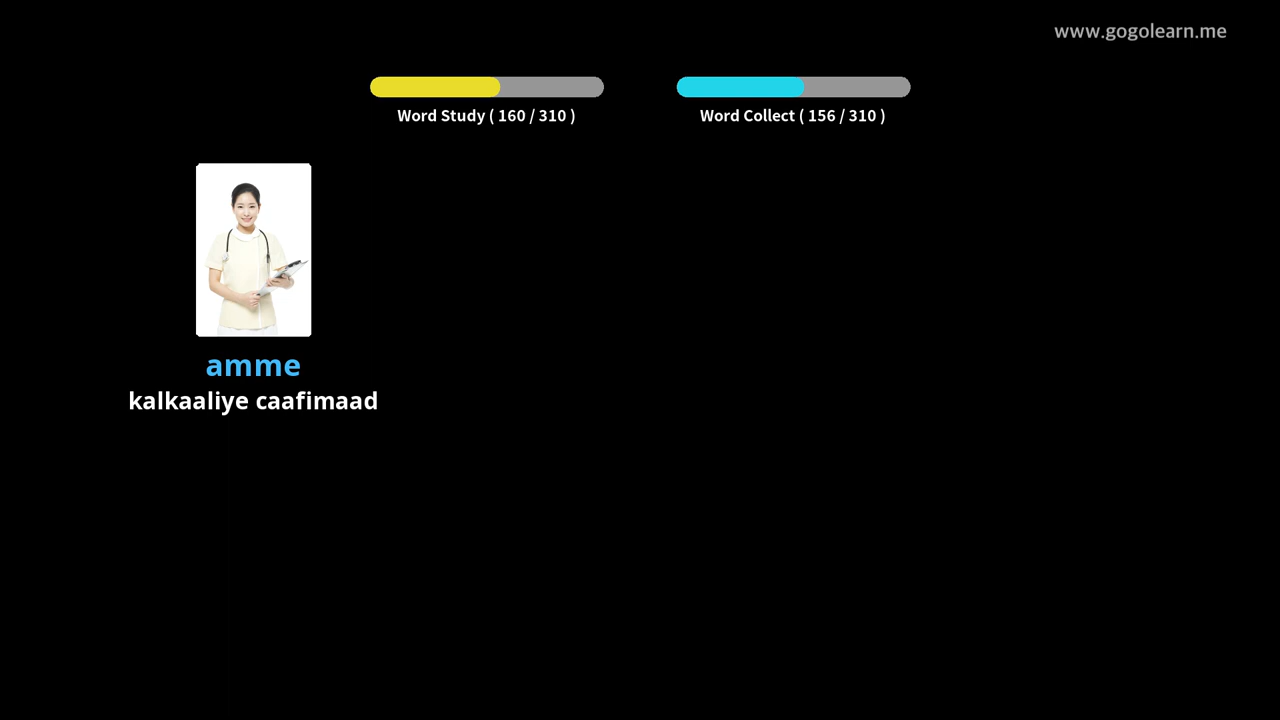 www.gogolearn.me
Word Study ( 160 / 310 )
Word Collect ( 156 / 310 )
amme
kalkaaliye caafimaad